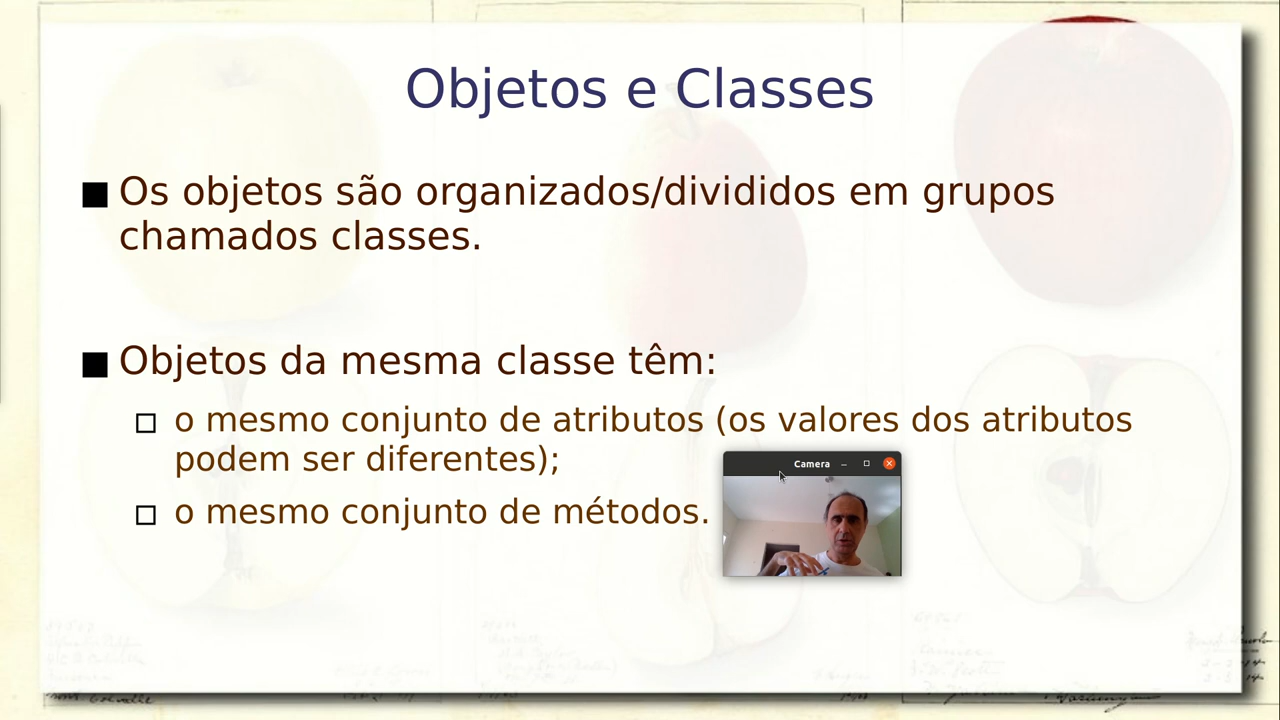 Objetos e Classes
Os objetos são organizados/divididos em grupos
chamados classes.
Objetos da mesma classe têm:
o mesmo conjunto de atributos (os valores dos atributos
podem ser diferentes);
o mesmo conjunto de métodos.
Camera